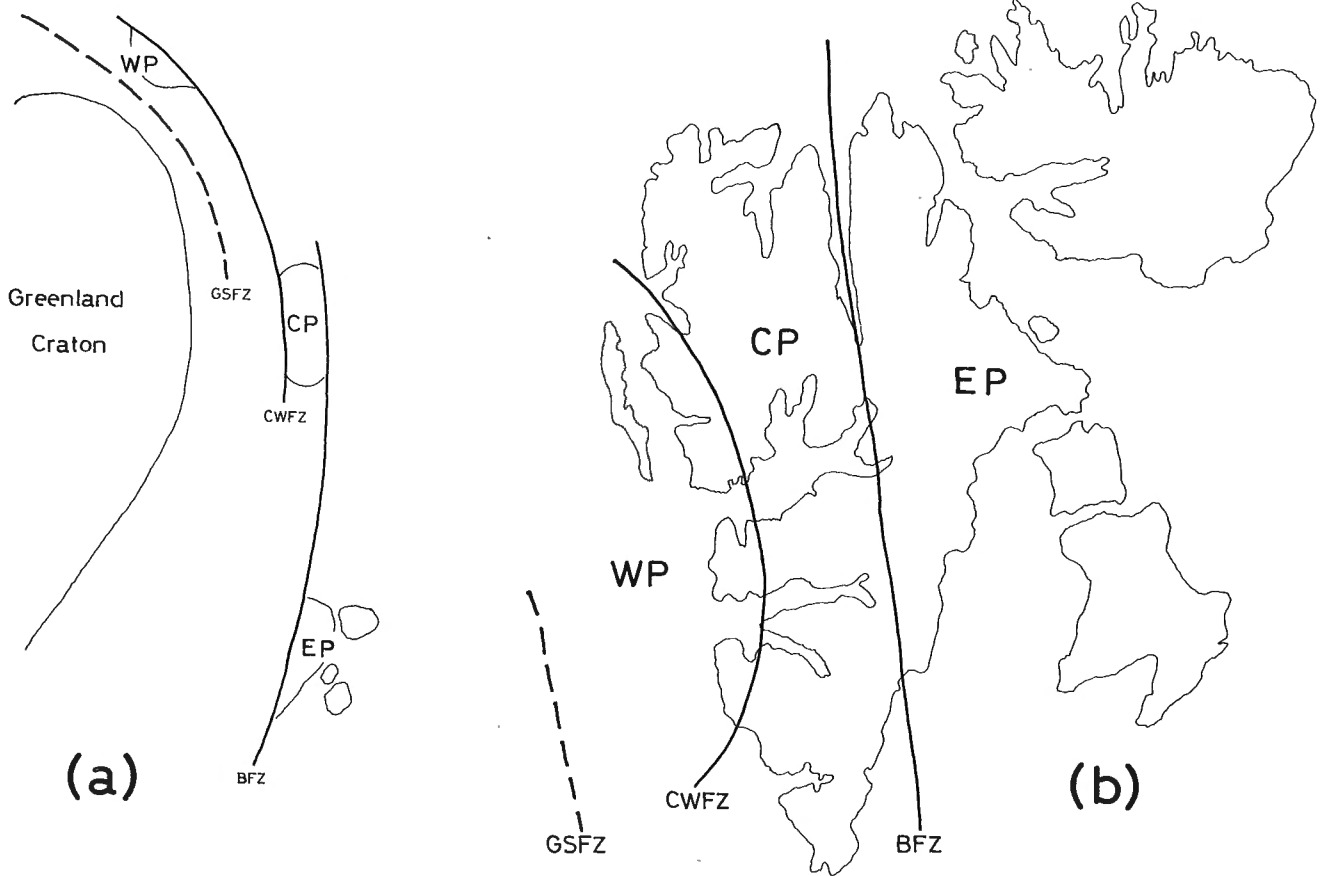 WP
Greenland
Craton
GSFZ
CP
CWFZ
EP
BFZ
(a)
CP
EP
WP
CWFZ
GSFZ
BFZ
(b)